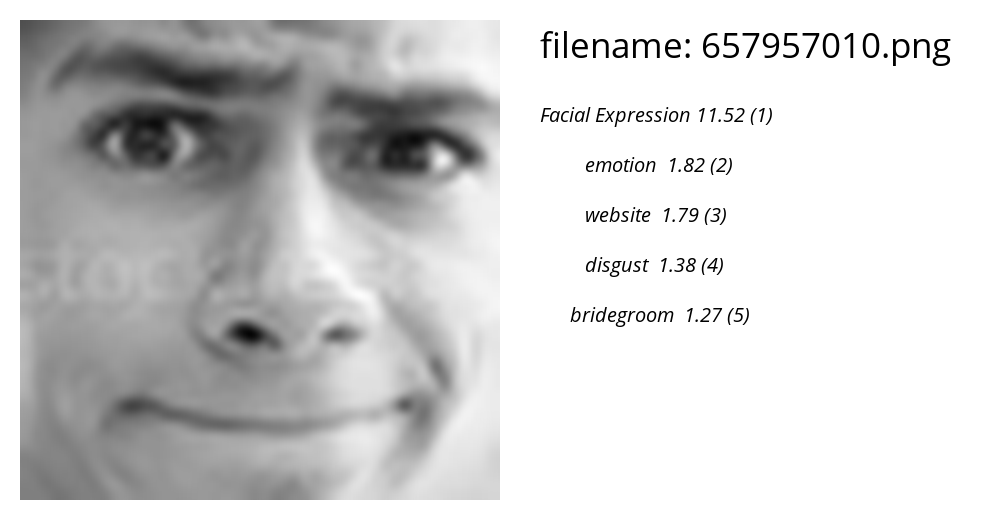 filename: 657957010.png
Facial Expression 11.52 (1)
emotion 1.82 (2)
website 1.79 (3)
disgust 1.38 (4)
bridegroom 1.27 (5)